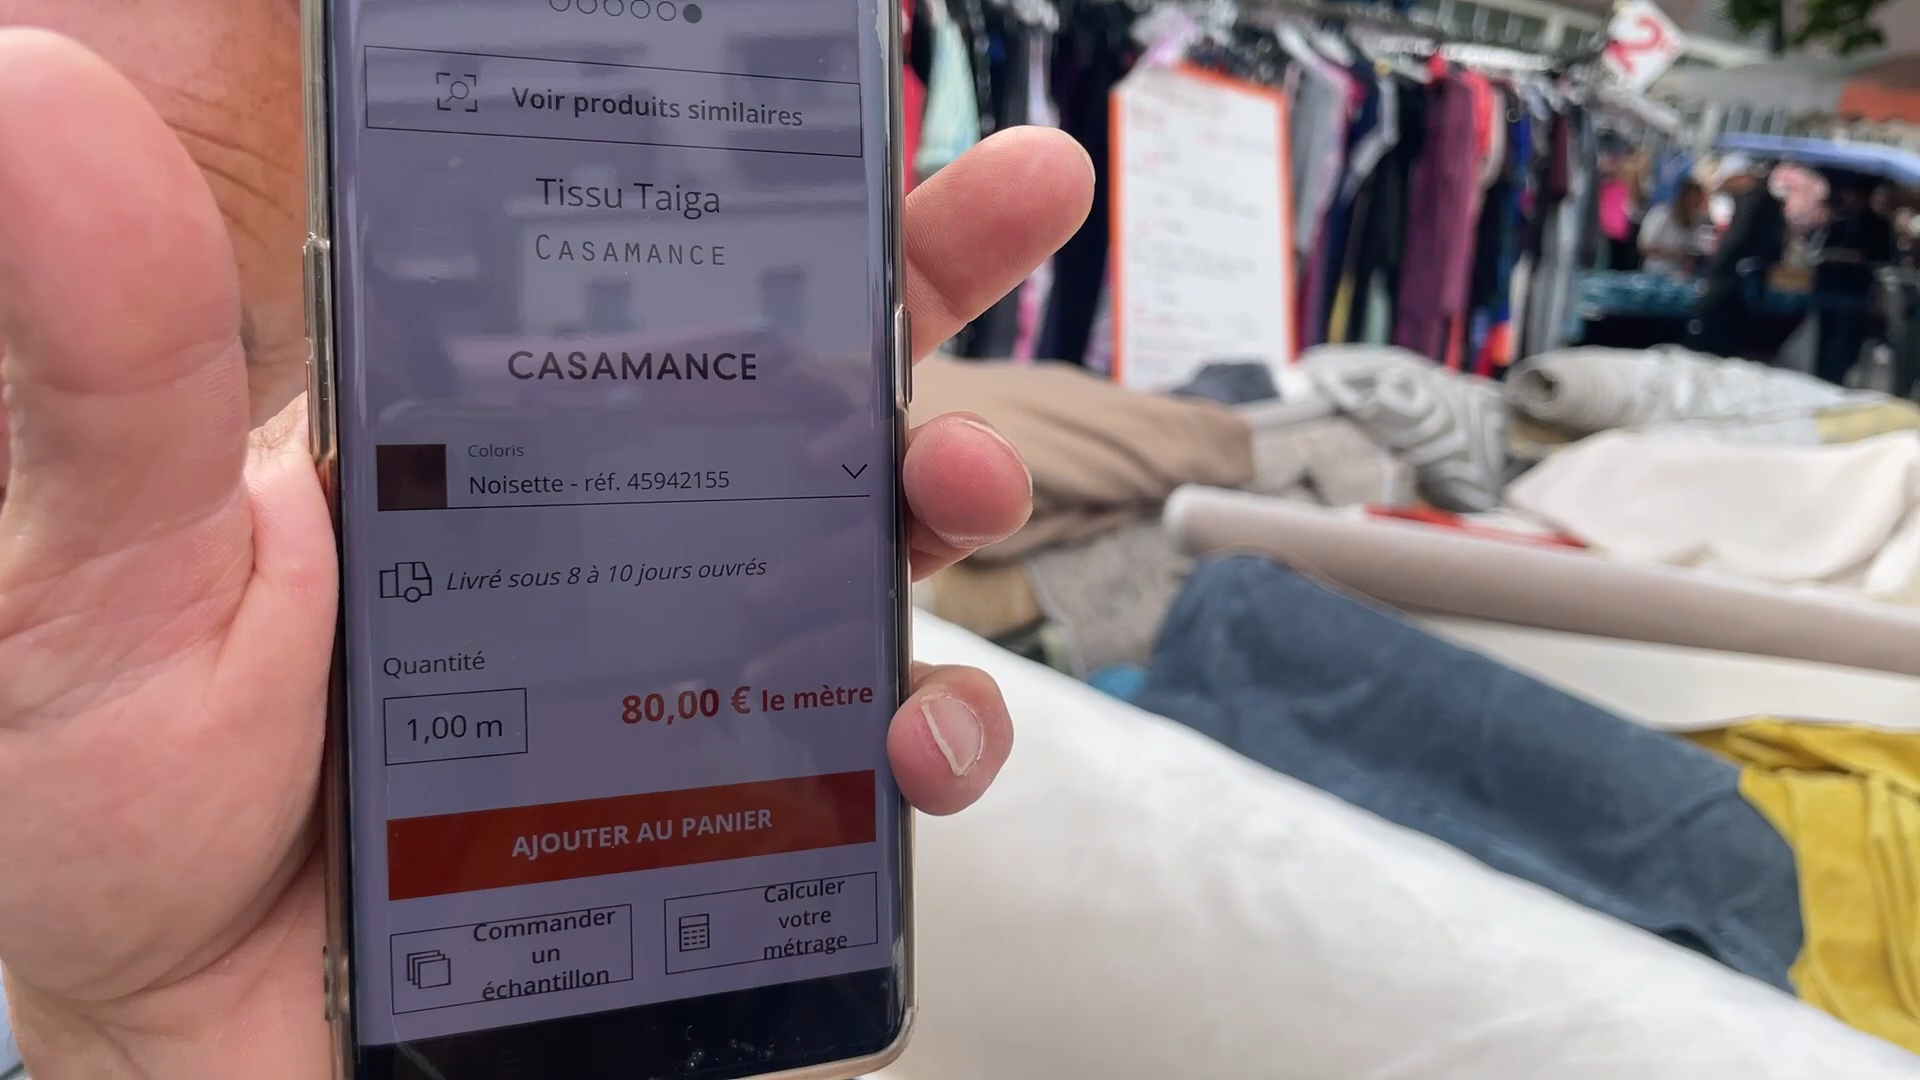 Voir produits similaires
Tissu Taiga
CASAMANCE
CASAMANCE
Coloris
Noisette - réf. 45942155
Livré sous 8 à 10 jours ouvrés
Quantité
1,00 m
80,00 € le mètre
AJOUTER AU PANIER
Commander
un
échantillon
Calculer
votre
métrage
2